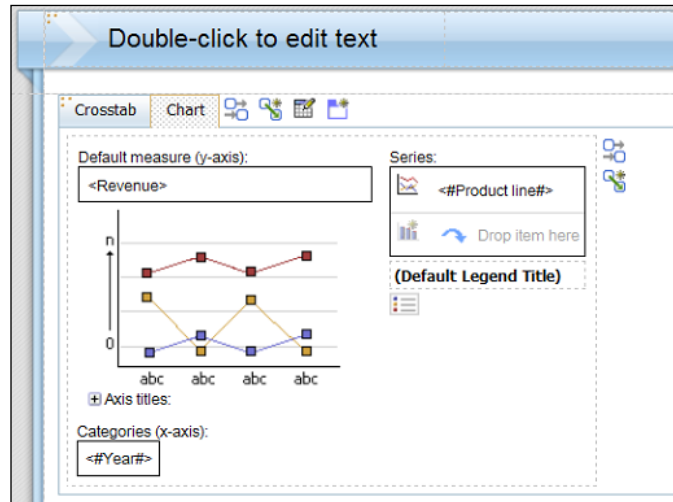 Double-click to edit text
Crosstab Chart
Default measure (y-axis):
<Revenue>
Series:
<#Product line#>
Drop item here
(Default Legend Title)
n
0
abc abc abc abc
Axis titles:
Categories (x-axis):
<#Year#>